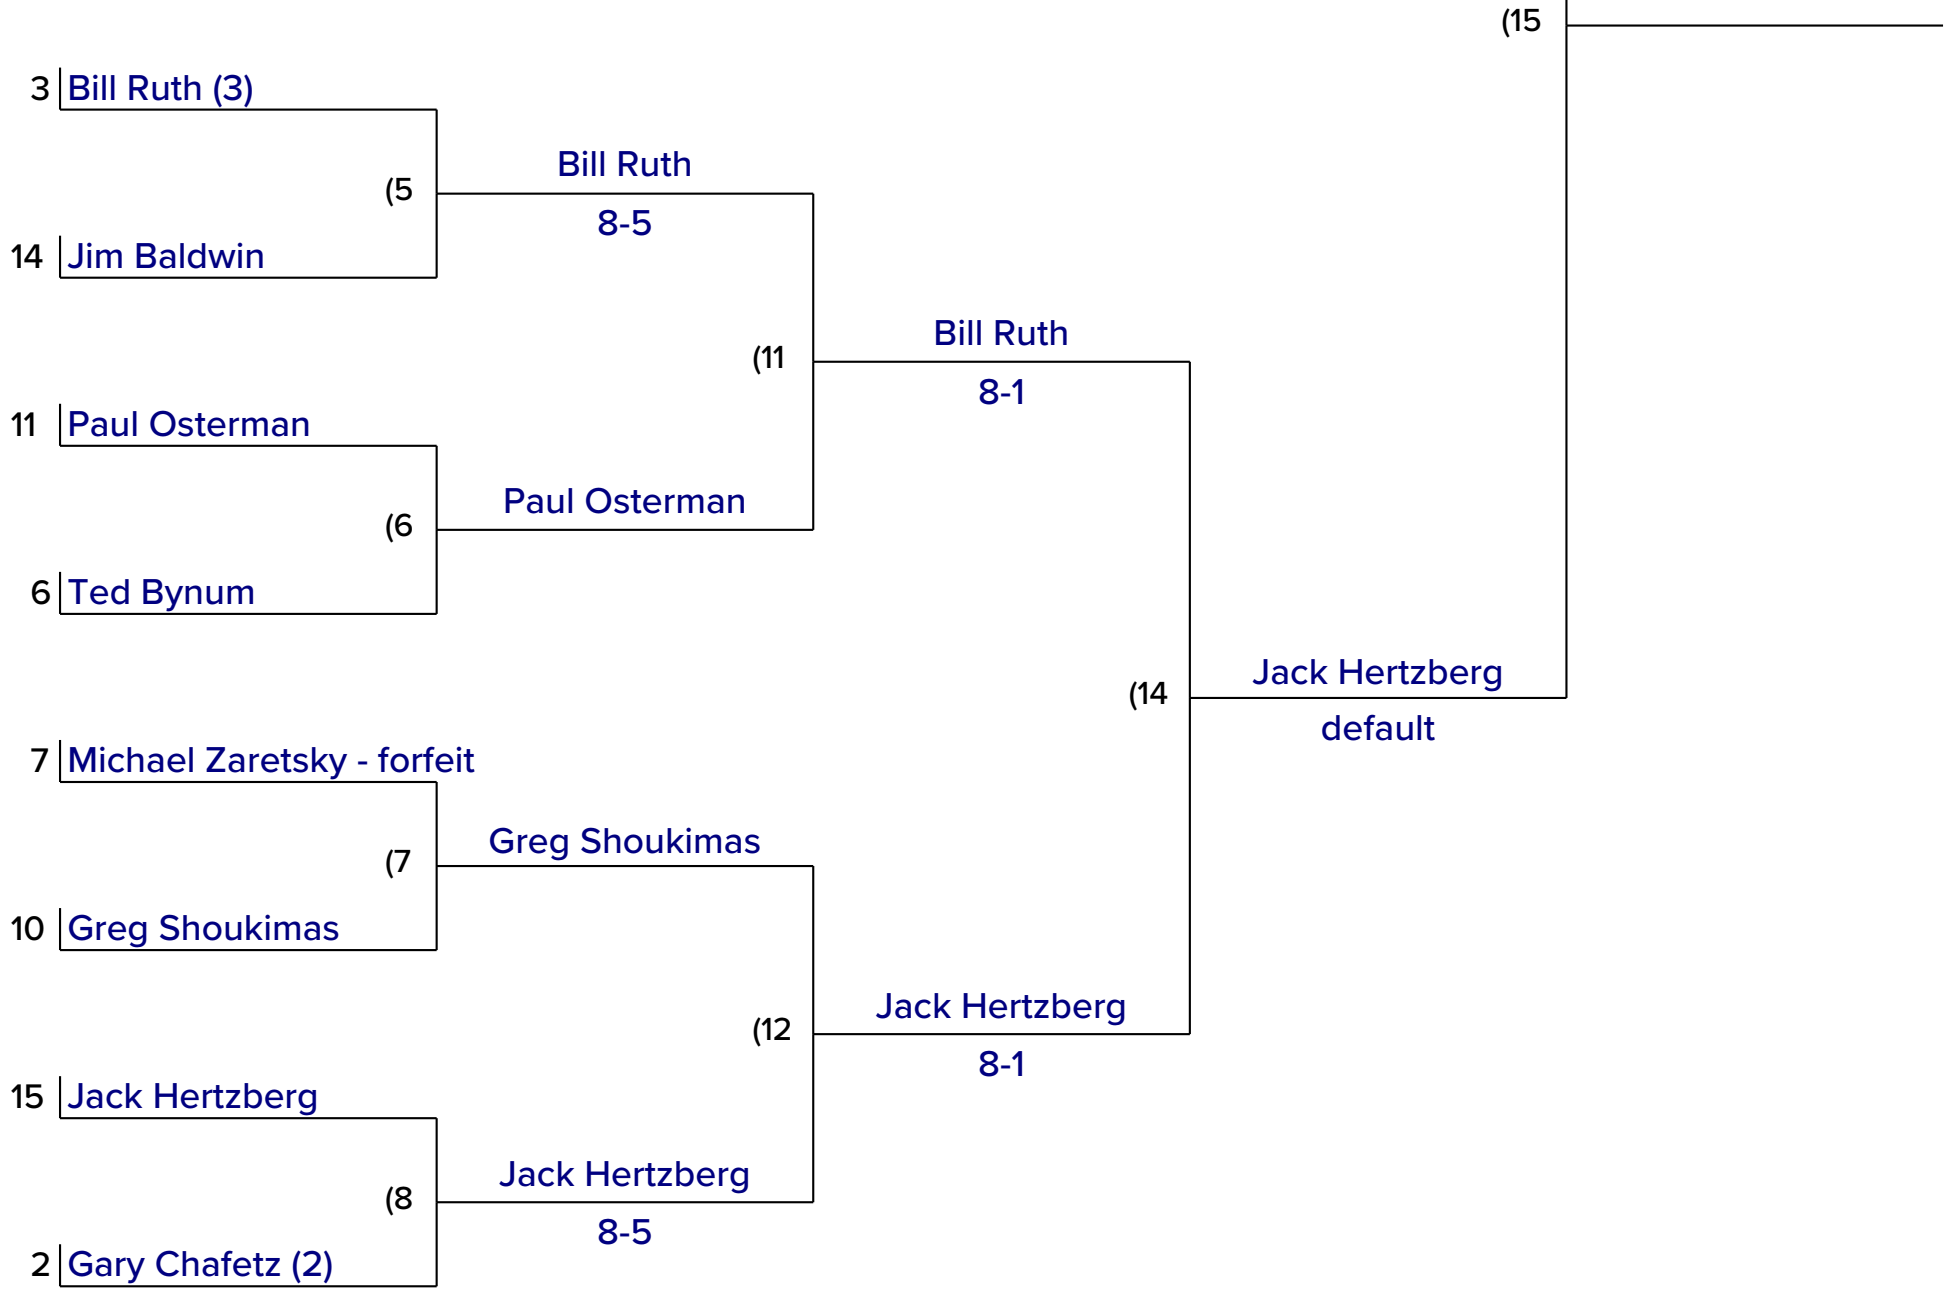 (15
3 Bill Ruth (3)
Bill Ruth
(5
8-5
14 Jim Baldwin
Bill Ruth
(11
8-1
11 Paul Osterman
Paul Osterman
(6
6 Ted Bynum
Jack Hertzberg
(14
default
7 Michael Zaretsky - forfeit
Greg Shoukimas
(7
10 Greg Shoukimas
Jack Hertzberg
(12
8-1
15 Jack Hertzberg
Jack Hertzberg
(8
8-5
2 Gary Chafetz (2)